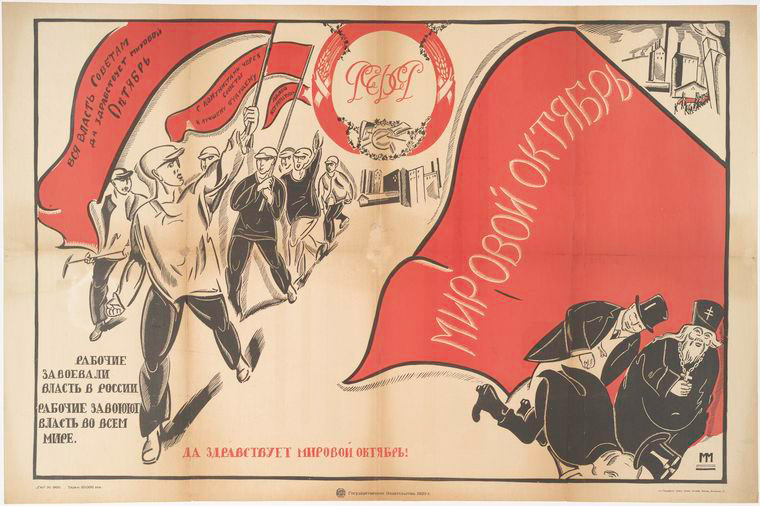 ВСЯ ВЛАСТЬ СОВЕТАМ
ДА ЗДРАВСТВУЕТ МИРОВОЙ
ОКТЯБРЬ
РСФСР
МИРОВОЙ ОКТЯБРЬ
РАБОЧИЕ
ЗАВОЕВАЛИ
ВЛАСТЬ В РОССИИ
РАБОЧИЕ ЗАВОЮЮТ
ВЛАСТЬ ВО ВСЕМ
МИРЕ.
ДА ЗДРАВСТВУЕТ МИРОВОЙ ОКТЯБРЬ!
ММ
Государственное Издательство